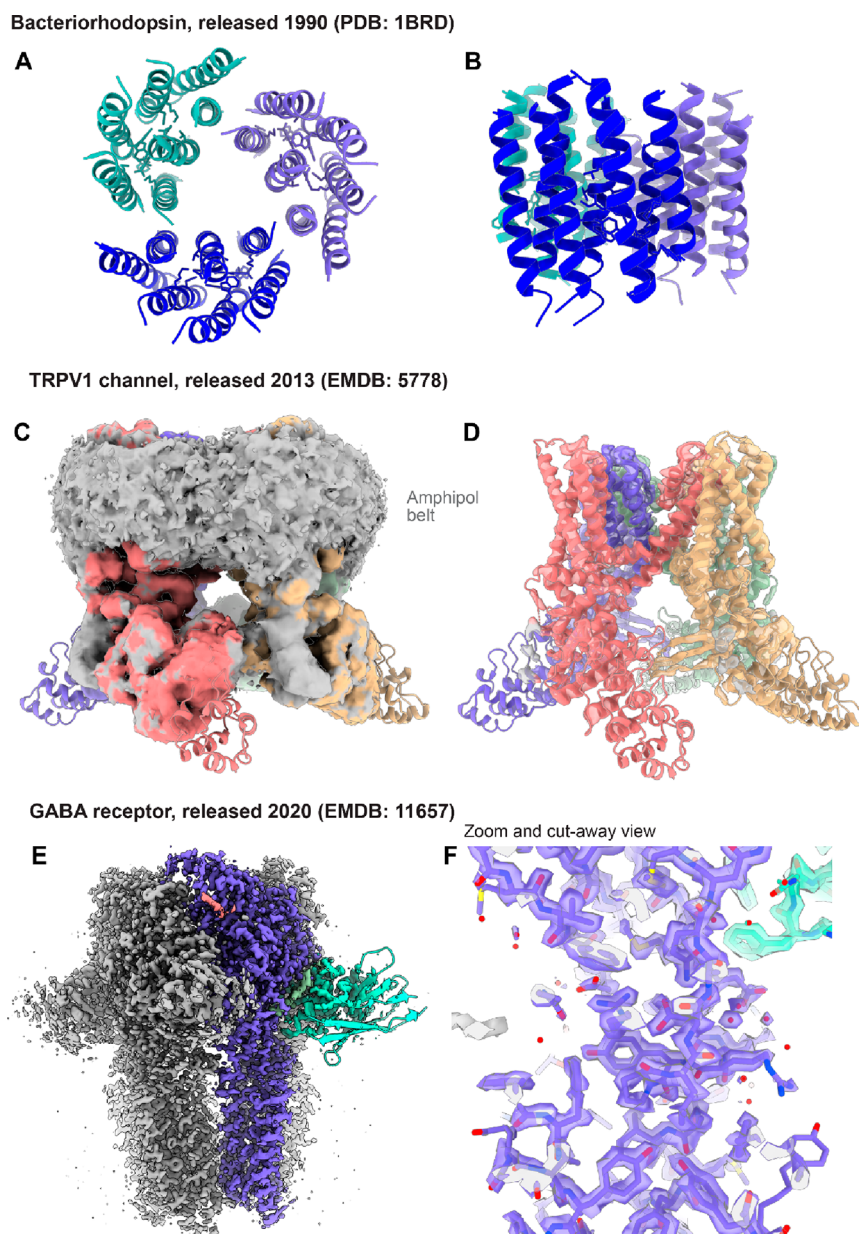 Bacteriorhodopsin, released 1990 (PDB: 1BRD)
A
B
TRPV1 channel, released 2013 (EMDB: 5778)
C
D
Amphipol
belt
GABA receptor, released 2020 (EMDB: 11657)
Zoom and cut-away view
E
F